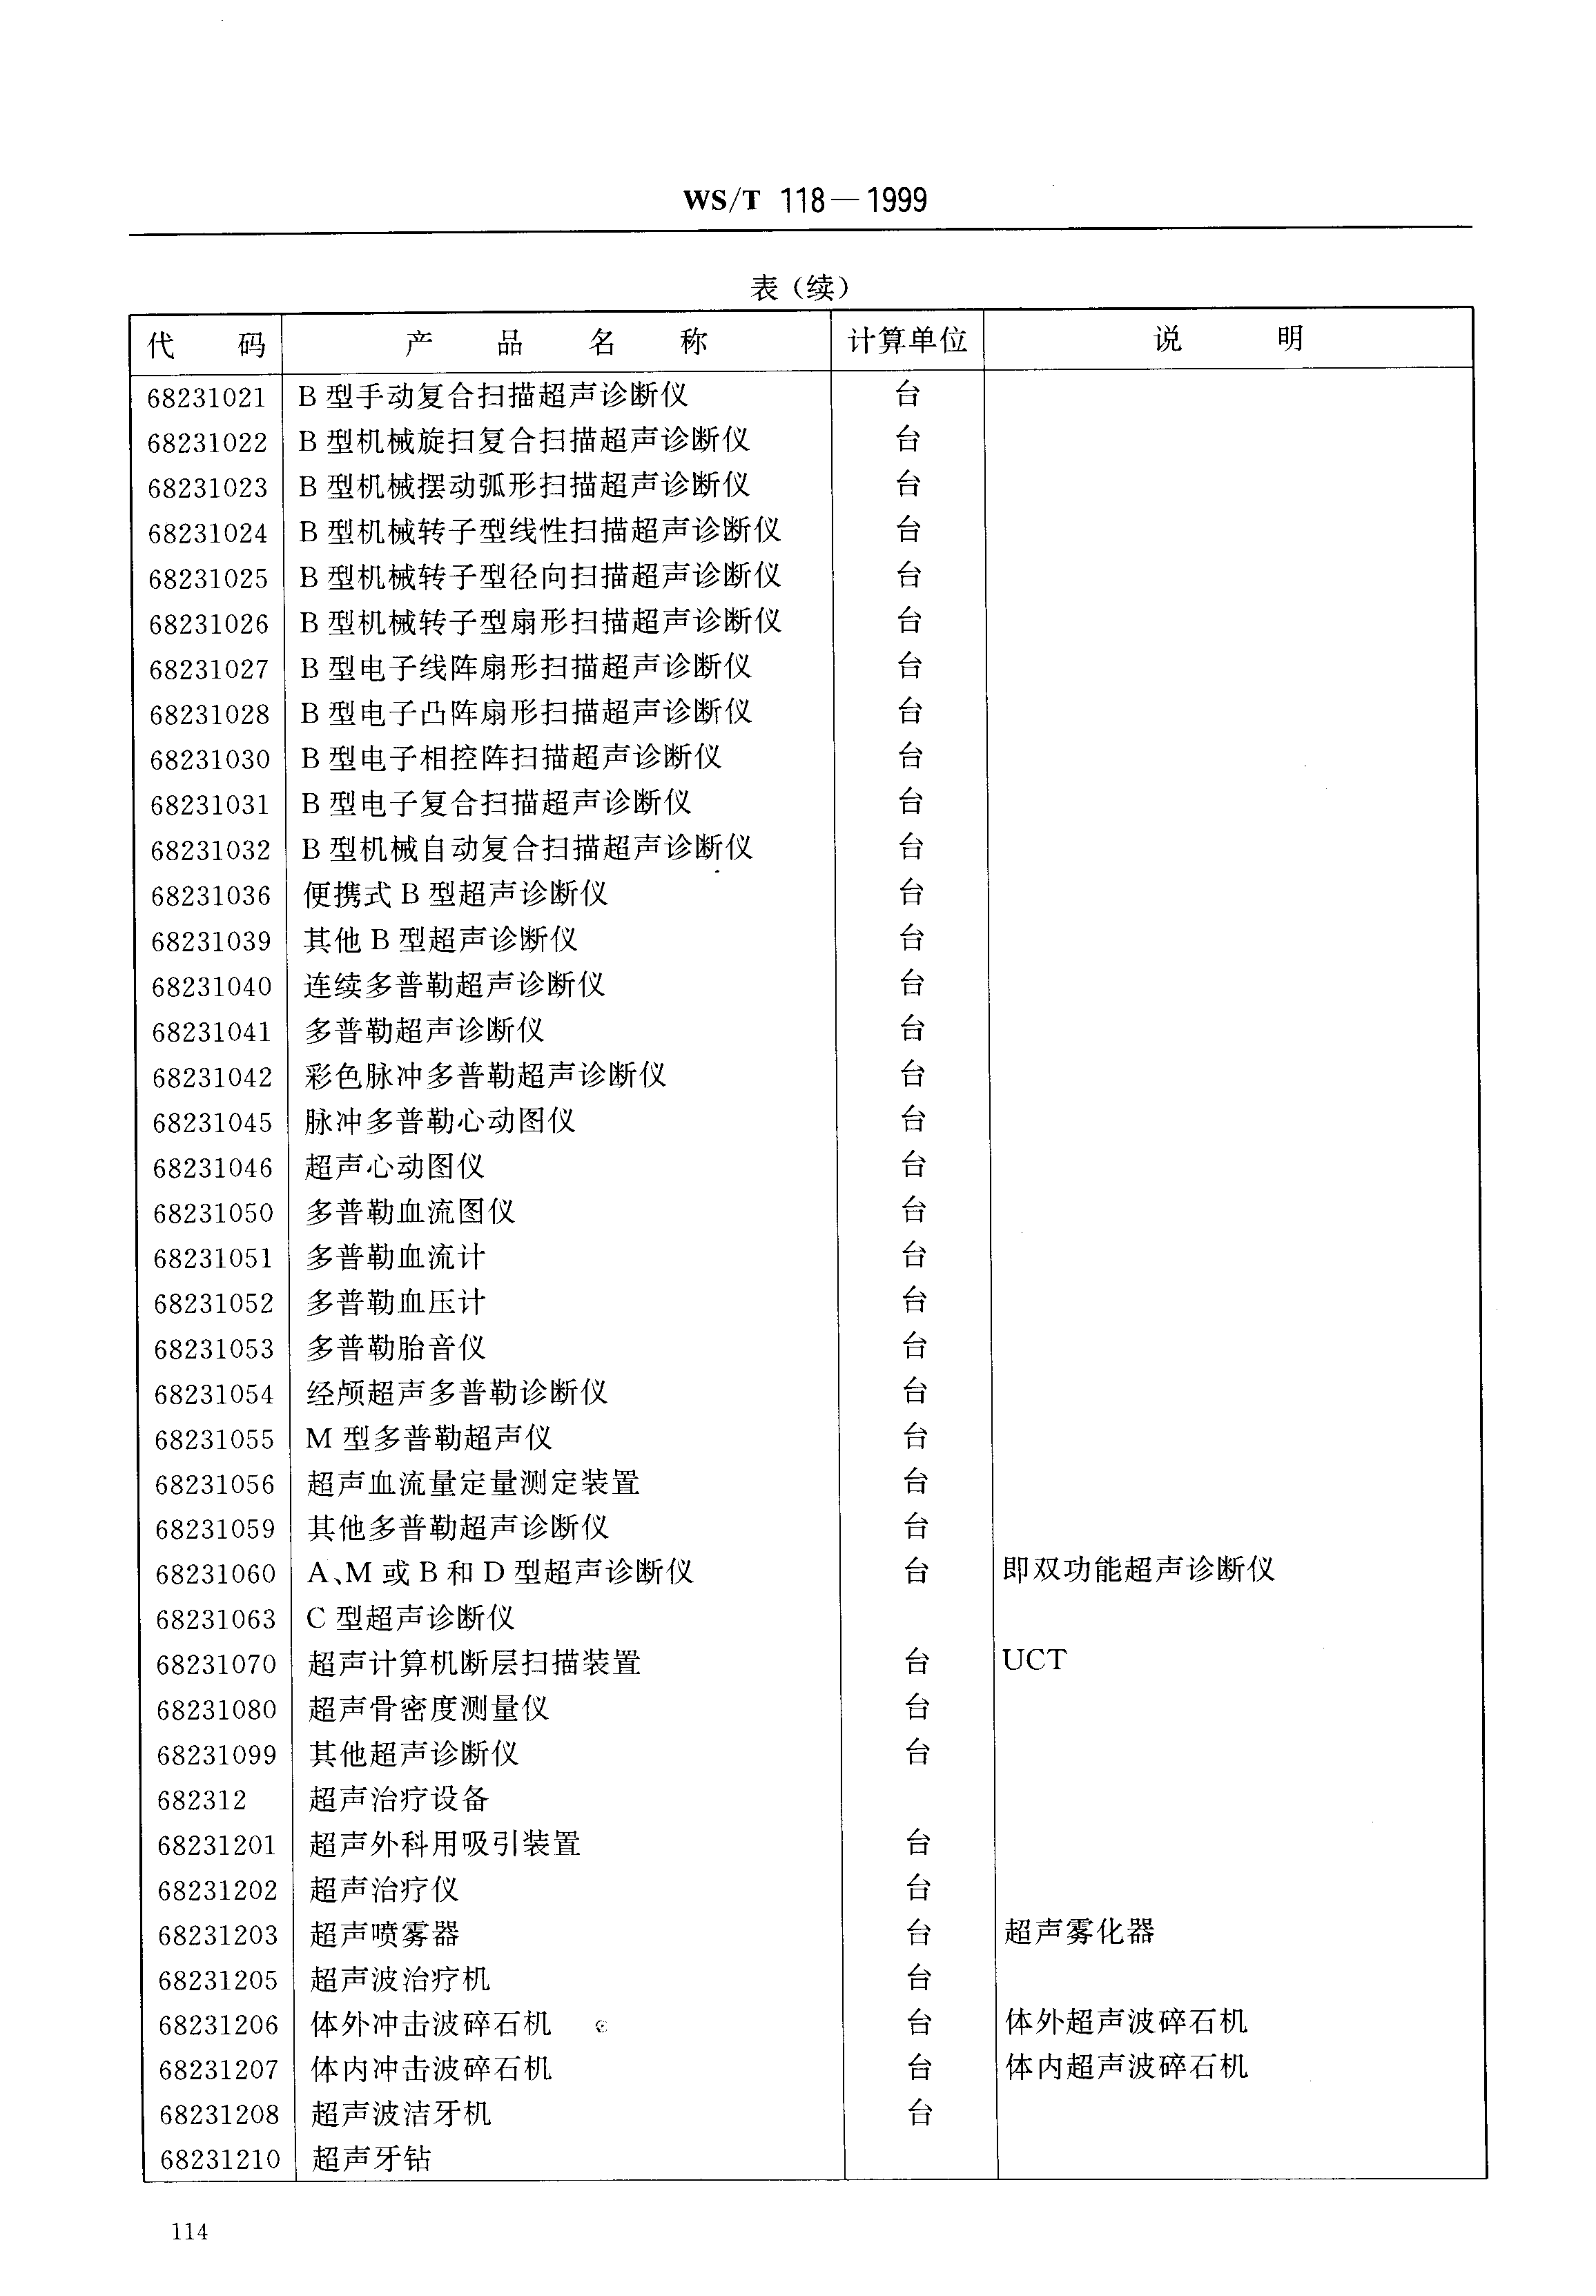 WS/T 118—1999
表（续）
代 码 产 品 名 称 计算单位 说 明
68231021 B 型手动复合扫描超声诊断仪 台
68231022 B 型机械旋扫复合扫描超声诊断仪 台
68231023 B 型机械摆动弧形扫描超声诊断仪 台
68231024 B 型机械转子型线性扫描超声诊断仪 台
68231025 B 型机械转子型径向扫描超声诊断仪 台
68231026 B 型机械转子型扇形扫描超声诊断仪 台
68231027 B 型电子线阵扇形扫描超声诊断仪 台
68231028 B 型电子凸阵扇形扫描超声诊断仪 台
68231030 B 型电子相控阵扫描超声诊断仪 台
68231031 B 型电子复合扫描超声诊断仪 台
68231032 B 型机械自动复合扫描超声诊断仪 台
68231036 便携式 B 型超声诊断仪 台
68231039 其他 B 型超声诊断仪 台
68231040 连续多普勒超声诊断仪 台
68231041 多普勒超声诊断仪 台
68231042 彩色脉冲多普勒超声诊断仪 台
68231045 脉冲多普勒心动图仪 台
68231046 超声心动图仪 台
68231050 多普勒血流图仪 台
68231051 多普勒血流计 台
68231052 多普勒血压计 台
68231053 多普勒胎音仪 台
68231054 经颅超声多普勒诊断仪 台
68231055 M 型多普勒超声仪 台
68231056 超声血流量定量测定装置 台
68231059 其他多普勒超声诊断仪 台
68231060 A、M 或 B 和 D 型超声诊断仪 台 即双功能超声诊断仪
68231063 C 型超声诊断仪
68231070 超声计算机断层扫描装置 台 UCT
68231080 超声骨密度测量仪 台
68231099 其他超声诊断仪 台
682312 超声治疗设备
68231201 超声外科用吸引装置 台
68231202 超声治疗仪 台
68231203 超声喷雾器 台 超声雾化器
68231205 超声波治疗机 台
68231206 体外冲击波碎石机 台 体外超声波碎石机
68231207 体内冲击波碎石机 台 体内超声波碎石机
68231208 超声波洁牙机 台
68231210 超声牙钻
114